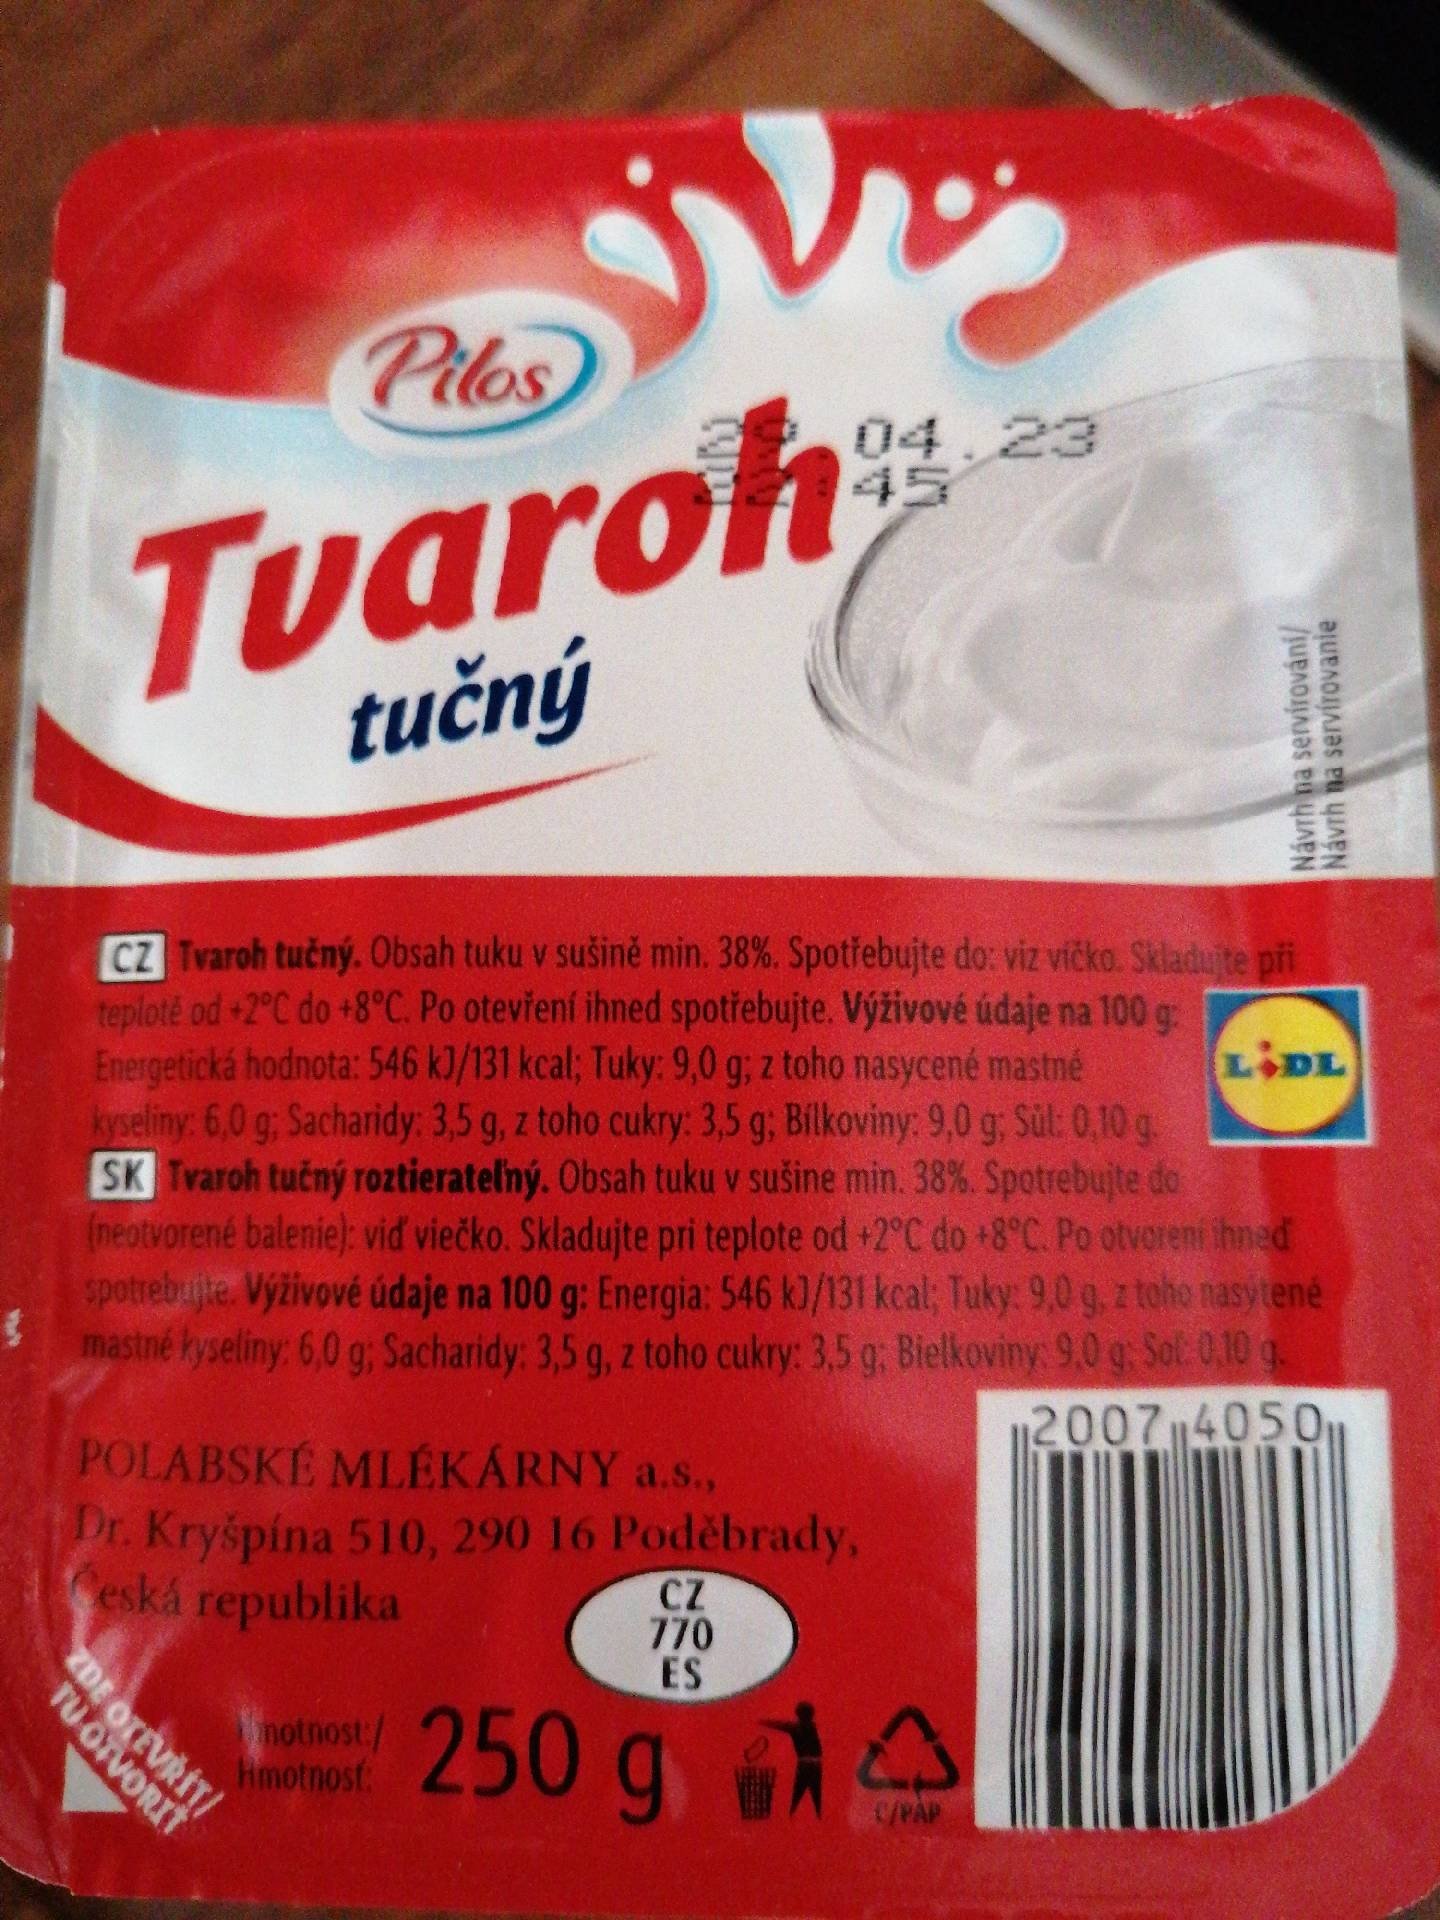 Pilos
04. 23
Tvaroh
tučný
Návrh na servírování/
Návrh na servírovanie
CZ Tvaroh tučný. Obsah tuku v sušině min. 38%. Spotřebujte do: viz víčko. Skladujte při
teplotě od +2°C do +8°C. Po otevření ihned spotřebujte. Výživové údaje na 100 g:
Energetická hodnota: 546 kJ/131 kcal; Tuky: 9,0 g; z toho nasycené mastné
kyseliny: 6,0 g; Sacharidy: 3,5 g, z toho cukry: 3,5 g; Bílkoviny: 9,0 g; Sůl: 0,10 g.
LIDL
SK Tvaroh tučný roztierateľný. Obsah tuku v sušine min. 38%. Spotrebujte do
(neotvorené balenie): viď viečko. Skladujte pri teplote od +2°C do +8°C. Po otvorení ihneď
spotrebujte. Výživové údaje na 100 g: Energia: 546 kJ/131 kcal; Tuky: 9,0 g, z toho nasýtené
mastné kyseliny: 6,0 g; Sacharidy: 3,5 g, z toho cukry: 3,5 g; Bielkoviny: 9,0 g; Soľ: 0,10 g.
2007 4050
POLABSKÉ MLÉKÁRNY a.s.,
Dr. Kryšpína 510, 290 16 Poděbrady,
Česká republika
CZ
770
ES
ZDE OTEVŘÍT/
TU OTVORIŤ
Hmotnost:/
Hmotnosť:
250 g
C/PAP